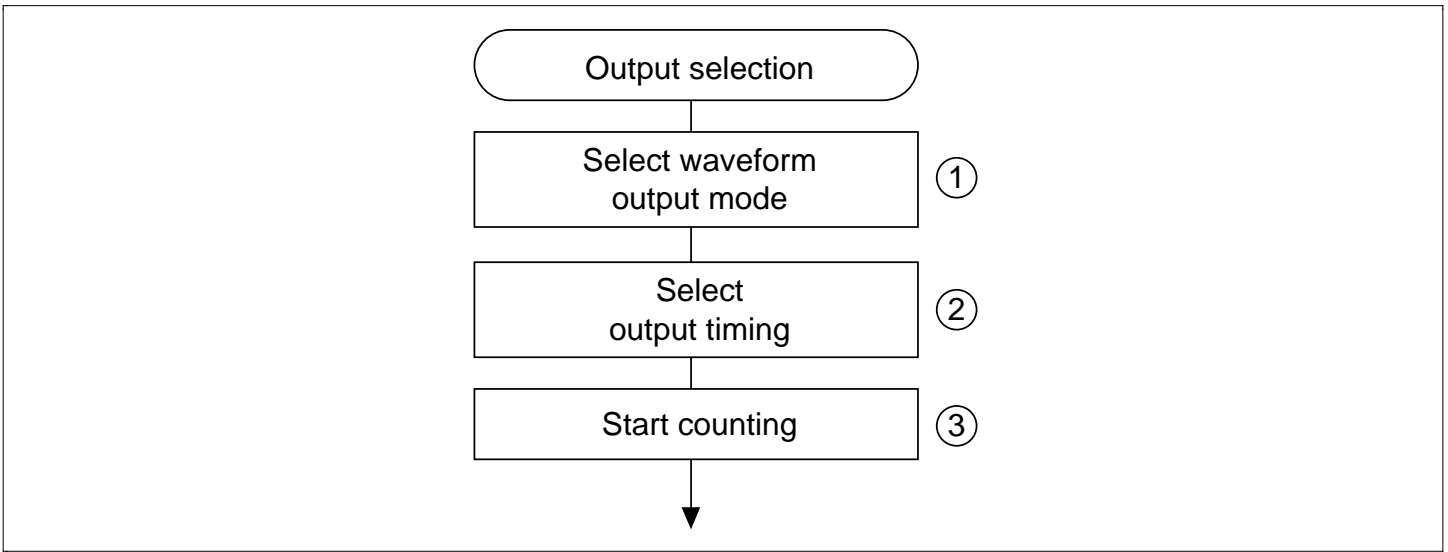 Output selection
Select waveform
output mode
①
Select
output timing
②
Start counting
③